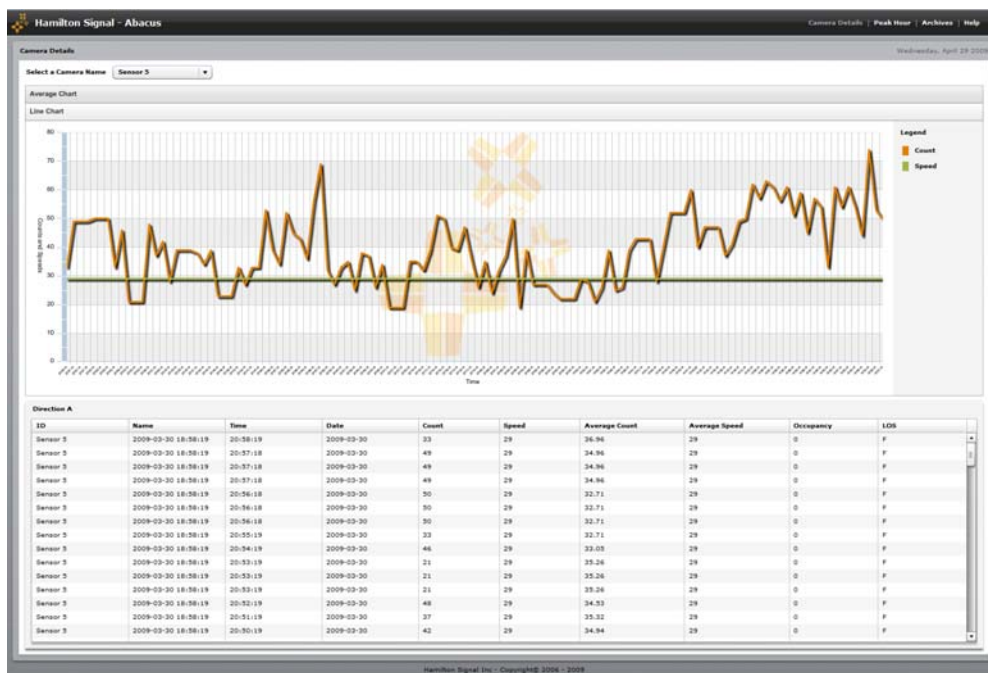 Hamilton Signal - Abacus
Camera Details | Peak Hour | Archives | Help
Camera Details
Wednesday, April 29 2009
Select a Camera Name Sensor 5
Average Chart
Line Chart
80
70
60
50
40
30
20
10
0
Counts and Speeds
Time
Legend
Count
Speed
Direction A
ID Name Time Date Count Speed Average Count Average Speed Occupancy LOS
Sensor 5 2009-03-30 18:58:19 20:58:19 2009-03-30 33 29 36.96 29 0 F
Sensor 5 2009-03-30 18:58:19 20:57:18 2009-03-30 49 29 34.96 29 0 F
Sensor 5 2009-03-30 18:58:19 20:57:18 2009-03-30 49 29 34.96 29 0 F
Sensor 5 2009-03-30 18:58:19 20:57:18 2009-03-30 49 29 34.96 29 0 F
Sensor 5 2009-03-30 18:58:19 20:56:18 2009-03-30 50 29 32.71 29 0 F
Sensor 5 2009-03-30 18:58:19 20:56:18 2009-03-30 50 29 32.71 29 0 F
Sensor 5 2009-03-30 18:58:19 20:56:18 2009-03-30 50 29 32.71 29 0 F
Sensor 5 2009-03-30 18:58:19 20:55:19 2009-03-30 33 29 32.71 29 0 F
Sensor 5 2009-03-30 18:58:19 20:54:19 2009-03-30 46 29 33.05 29 0 F
Sensor 5 2009-03-30 18:58:19 20:53:19 2009-03-30 21 29 35.26 29 0 F
Sensor 5 2009-03-30 18:58:19 20:53:19 2009-03-30 21 29 35.26 29 0 F
Sensor 5 2009-03-30 18:58:19 20:53:19 2009-03-30 21 29 35.26 29 0 F
Sensor 5 2009-03-30 18:58:19 20:52:19 2009-03-30 48 29 34.53 29 0 F
Sensor 5 2009-03-30 18:58:19 20:51:19 2009-03-30 37 29 35.32 29 0 F
Sensor 5 2009-03-30 18:58:19 20:50:19 2009-03-30 42 29 34.94 29 0 F
Hamilton Signal Inc - Copyright© 2006 - 2009